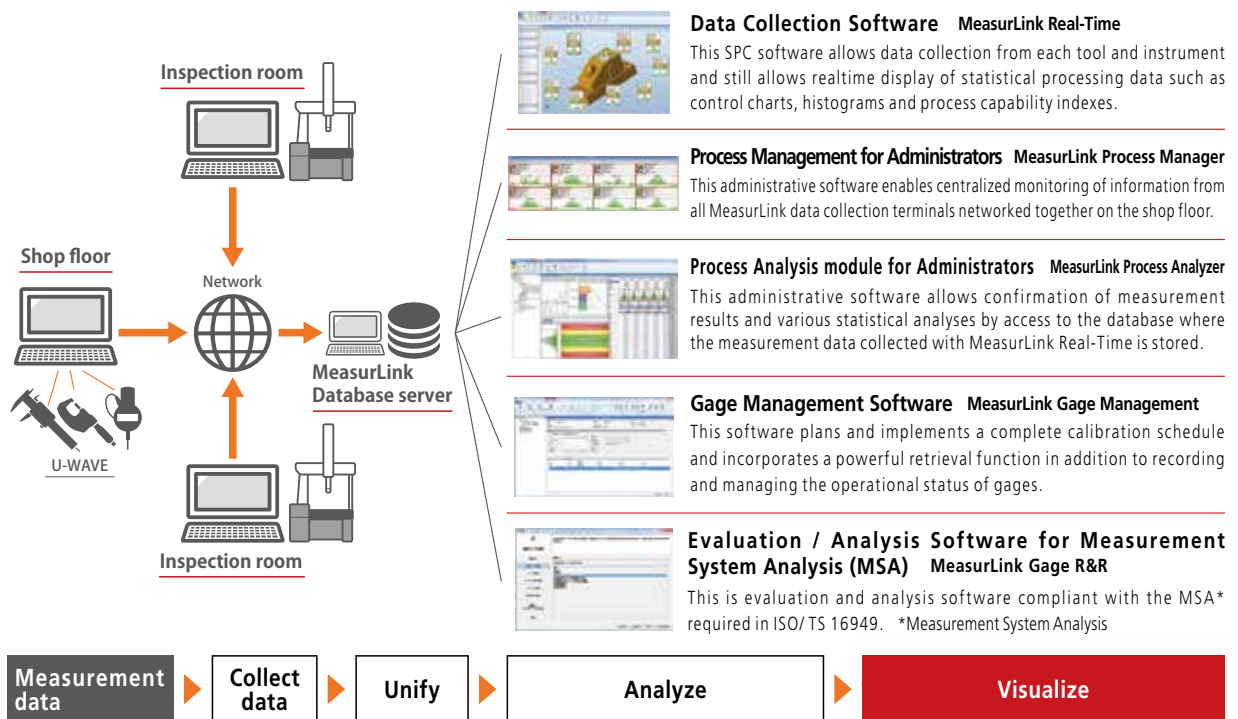 Inspection room
Shop floor
Network
MeasurLink
Database server
U-WAVE
Inspection room
Data Collection Software MeasurLink Real-Time
This SPC software allows data collection from each tool and instrument
and still allows realtime display of statistical processing data such as
control charts, histograms and process capability indexes.
Process Management for Administrators MeasurLink Process Manager
This administrative software enables centralized monitoring of information from
all MeasurLink data collection terminals networked together on the shop floor.
Process Analysis module for Administrators MeasurLink Process Analyzer
This administrative software allows confirmation of measurement
results and various statistical analyses by access to the database where
the measurement data collected with MeasurLink Real-Time is stored.
Gage Management Software MeasurLink Gage Management
This software plans and implements a complete calibration schedule
and incorporates a powerful retrieval function in addition to recording
and managing the operational status of gages.
Evaluation / Analysis Software for Measurement
System Analysis (MSA) MeasurLink Gage R&R
This is evaluation and analysis software compliant with the MSA*
required in ISO/ TS 16949. *Measurement System Analysis
Measurement
data
Collect
data
Unify
Analyze
Visualize